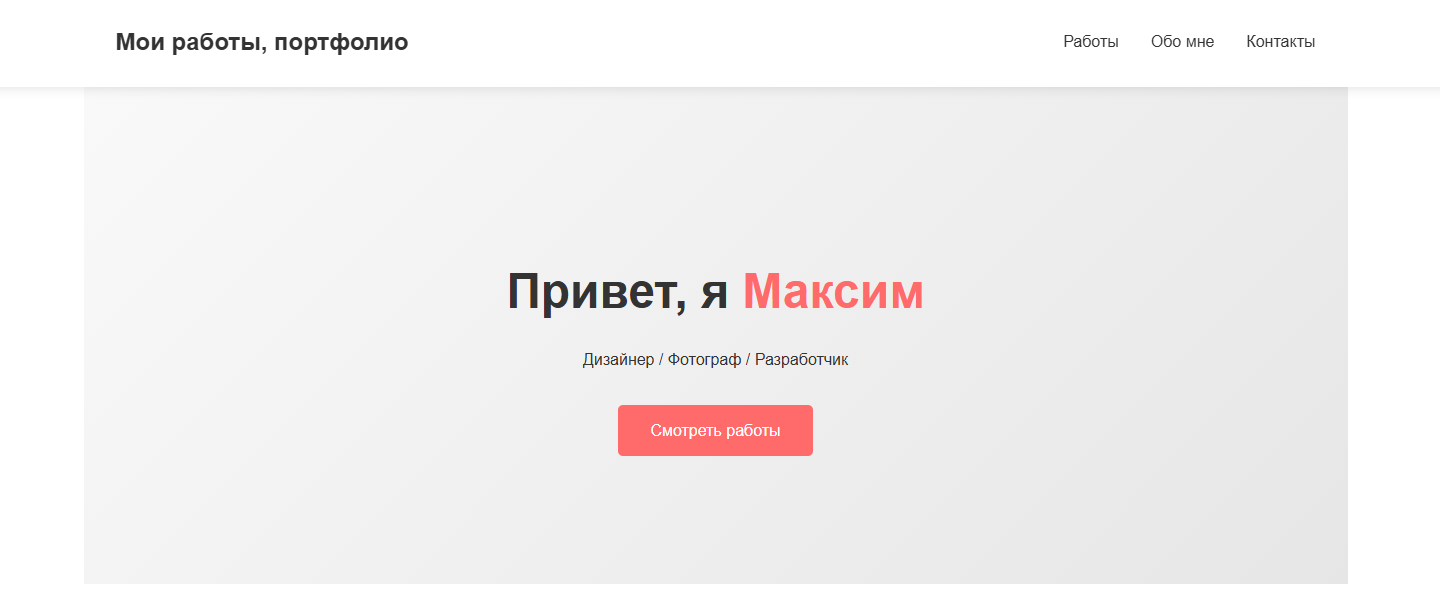 Мои работы, портфолио
Работы Обо мне Контакты
Привет, я Максим
Дизайнер / Фотограф / Разработчик
Смотреть работы